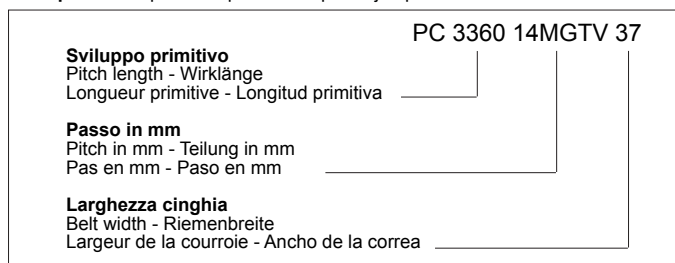 PC 3360 14MGTV 37
Sviluppo primitivo
Pitch length - Wirklänge
Longueur primitive - Longitud primitiva
Passo in mm
Pitch in mm - Teilung in mm
Pas en mm - Paso en mm
Larghezza cinghia
Belt width - Riemenbreite
Largeur de la courroie - Ancho de la correa